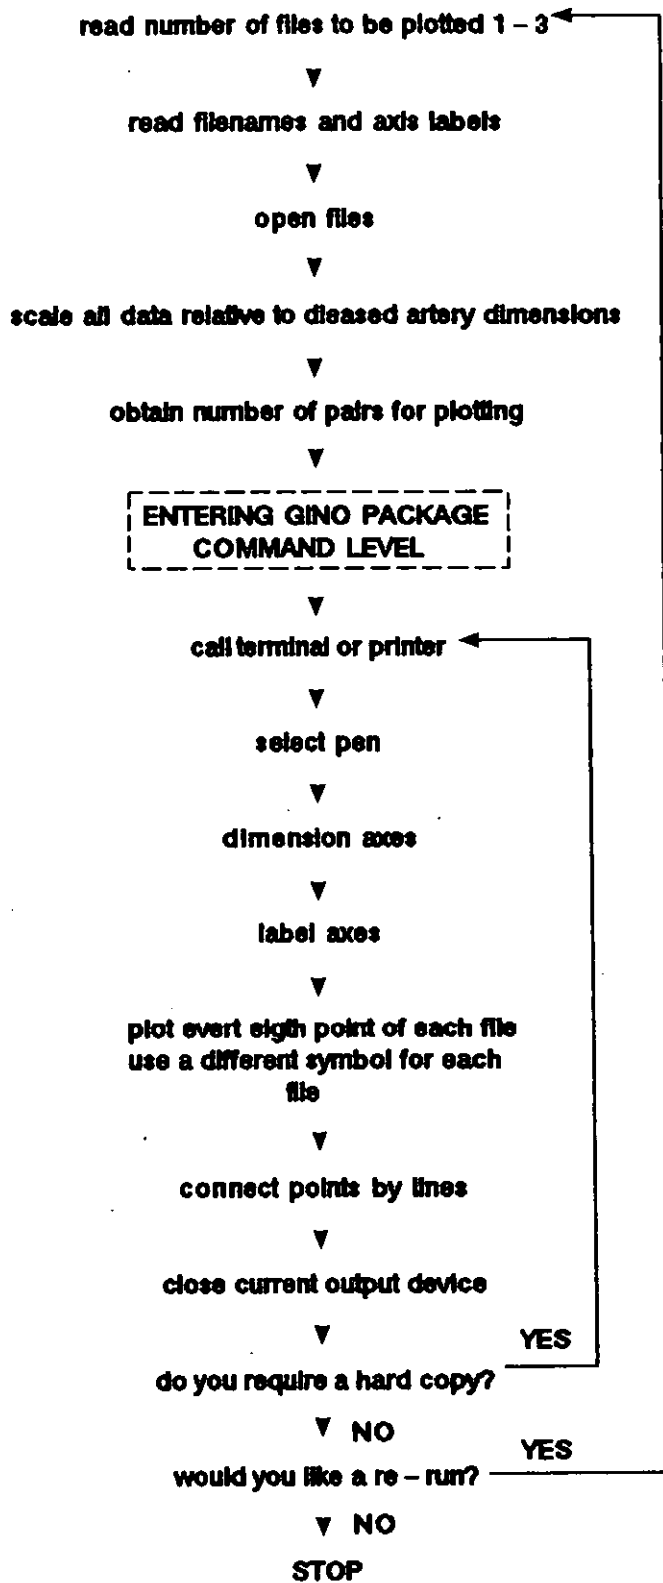 read number of files to be plotted 1 – 3
read filenames and axis labels
open files
scale all data relative to dieased artery dimensions
obtain number of pairs for plotting
ENTERING GINO PACKAGE
COMMAND LEVEL
call terminal or printer
select pen
dimension axes
label axes
plot evert eigth point of each file
use a different symbol for each
file
connect points by lines
close current output device
YES
do you require a hard copy?
NO
YES
would you like a re – run?
NO
STOP